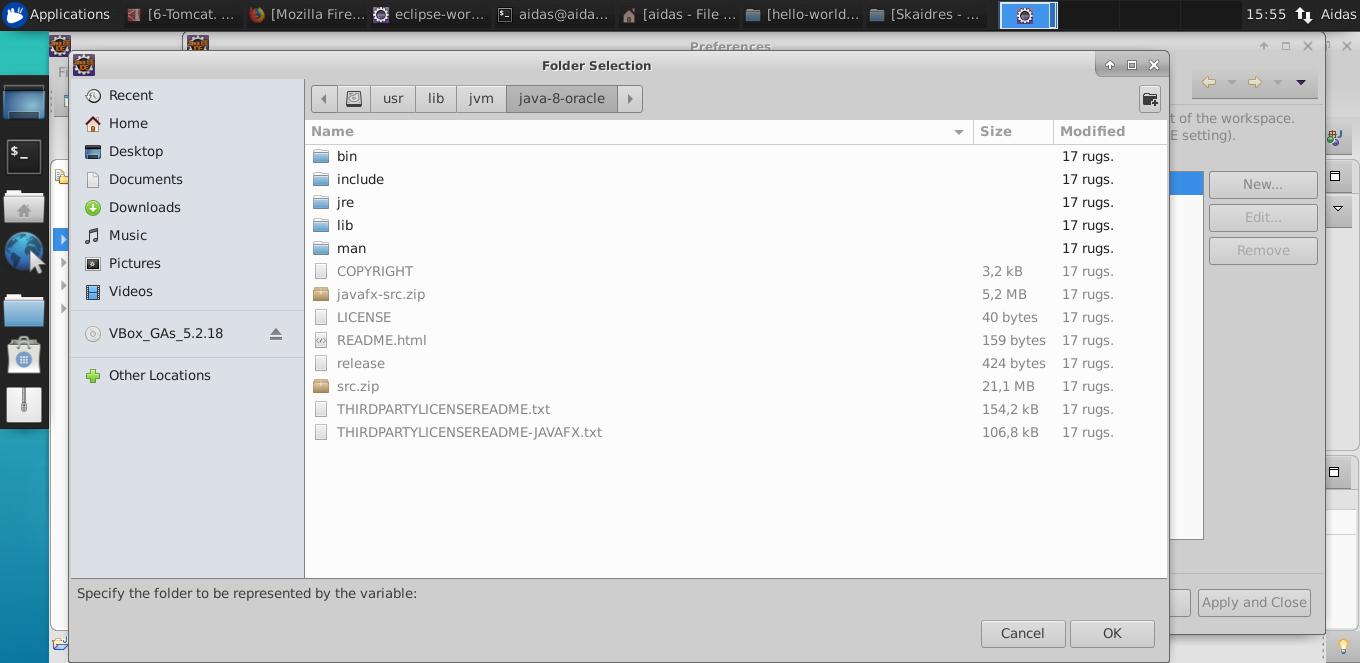 Applications [6-Tomcat. ... [Mozilla Fire... eclipse-wor... aidas@aida... [aidas - File ... [hello-world... [Skaidres - ... 15:55 Aidas
Preferences
Folder Selection
Recent
Home
Desktop
Documents
Downloads
Music
Pictures
Videos
VBox_GAs_5.2.18
Other Locations
usr lib jvm java-8-oracle
Name Size Modified
bin 17 rugs.
include 17 rugs.
jre 17 rugs.
lib 17 rugs.
man 17 rugs.
COPYRIGHT 3,2 kB 17 rugs.
javafx-src.zip 5,2 MB 17 rugs.
LICENSE 40 bytes 17 rugs.
README.html 159 bytes 17 rugs.
release 424 bytes 17 rugs.
src.zip 21,1 MB 17 rugs.
THIRDPARTYLICENSEREADME.txt 154,2 kB 17 rugs.
THIRDPARTYLICENSEREADME-JAVAFX.txt 106,8 kB 17 rugs.
Specify the folder to be represented by the variable:
Cancel OK
t of the workspace.
E setting).
New...
Edit...
Remove
Apply and Close